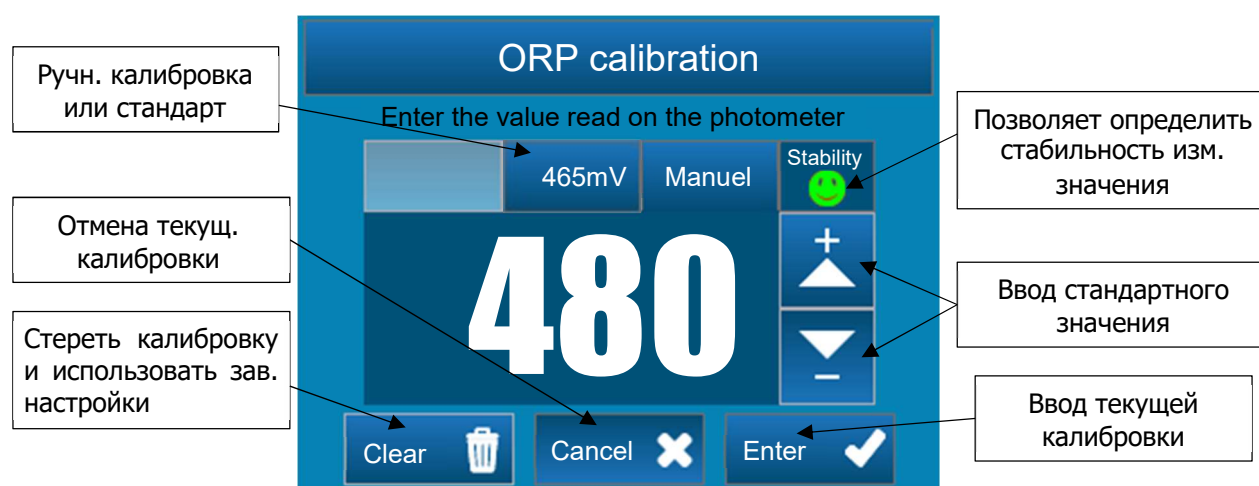 ORP calibration
Ручн. калибровка
или стандарт
Enter the value read on the photometer
465mV
Manuel
Stability
Позволяет определить
стабильность изм.
значения
Отмена текущ.
калибровки
480
+
Ввод стандартного
значения
Стереть калибровку
и использовать зав.
настройки
−
Clear
Cancel
Enter
Ввод текущей
калибровки